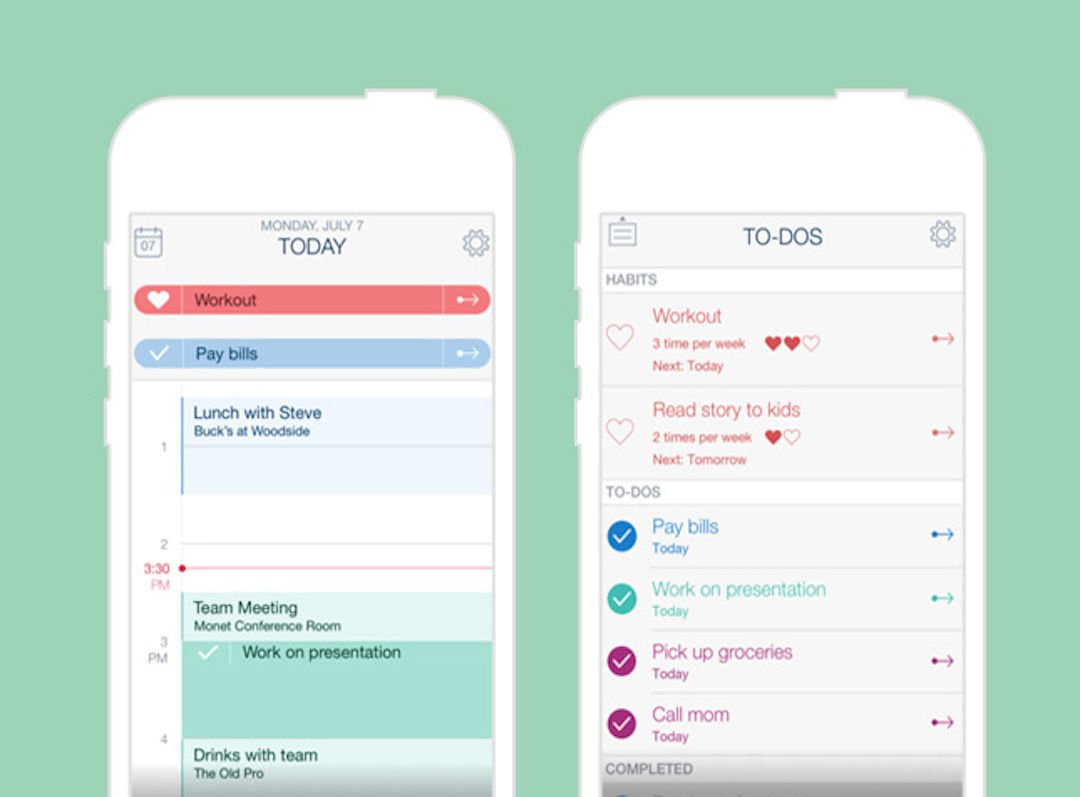 MONDAY, JULY 7
07
TODAY
Workout
Pay bills
Lunch with Steve
Buck's at Woodside
1
2
3:30
PM
Team Meeting
Monet Conference Room
3
PM
Work on presentation
4
Drinks with team
The Old Pro
TO-DOS
HABITS
Workout
3 time per week
Next: Today
Read story to kids
2 times per week
Next: Tomorrow
TO-DOS
Pay bills
Today
Work on presentation
Today
Pick up groceries
Today
Call mom
Today
COMPLETED